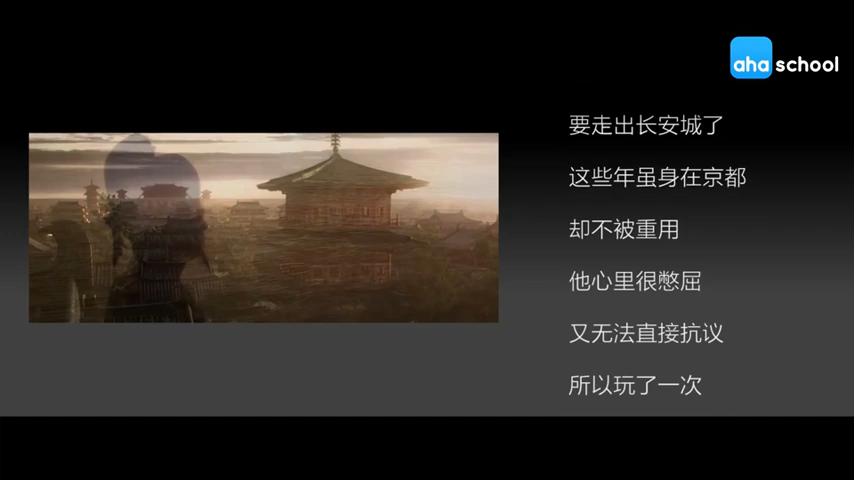 aha school
要走出长安城了
这些年虽身在京都
却不被重用
他心里很憋屈
又无法直接抗议
所以玩了一次